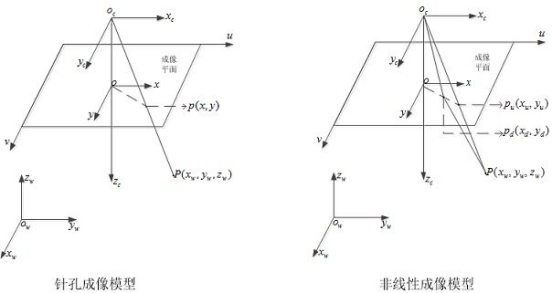 o_c x_c
u
y_c
成像
平面
o x
y p(x, y)
v
P(x_w, y_w, z_w)
z_c
z_w
o_w y_w
x_w
针孔成像模型
o_c x_c
u
y_c
成像
平面
o x
y p_u(x_u, y_u)
p_d(x_d, y_d)
v
P(x_w, y_w, z_w)
z_c
z_w
o_w y_w
x_w
非线性成像模型